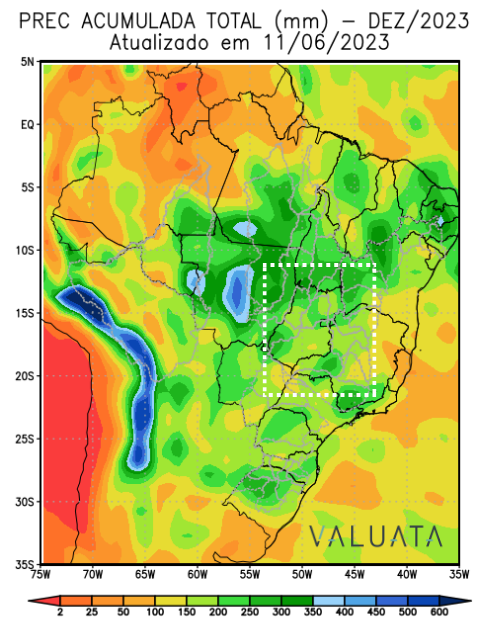 PREC ACUMULADA TOTAL (mm) – DEZ/2023
Atualizado em 11/06/2023
5N
EQ
5S
10S
15S
20S
25S
30S
35S
VALUATA
75W 70W 65W 60W 55W 50W 45W 40W 35W
2 25 50 100 150 200 250 300 350 400 450 500 600